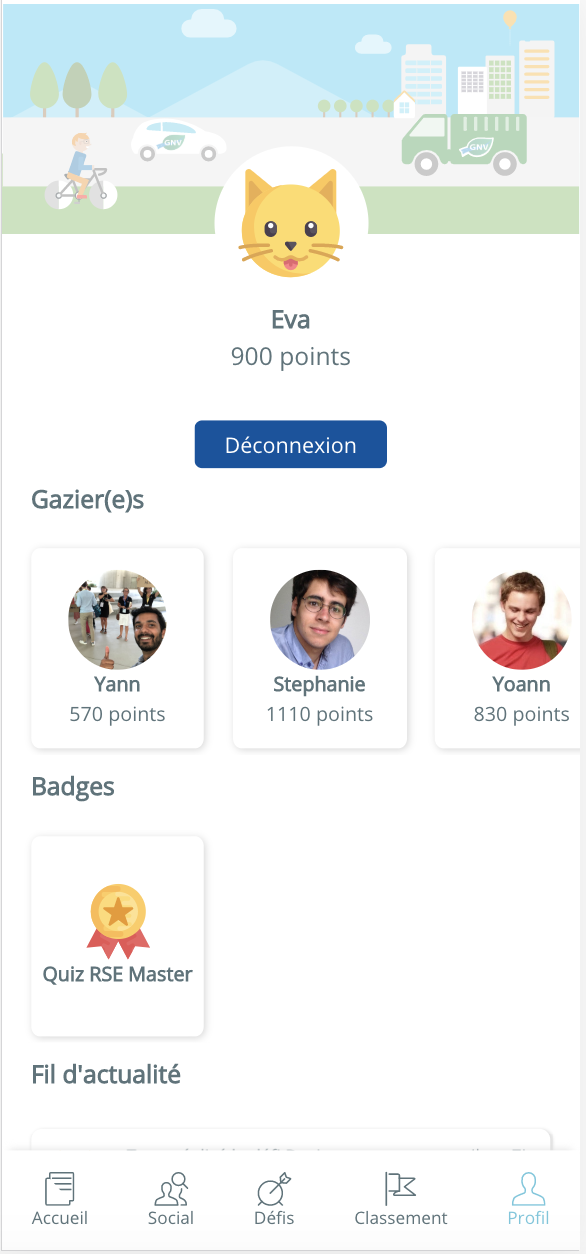 GNV
GNV
Eva
900 points
Déconnexion
Gazier(e)s
Yann
570 points
Stephanie
1110 points
Yoann
830 points
Badges
Quiz RSE Master
Fil d'actualité
Accueil
Social
Défis
Classement
Profil